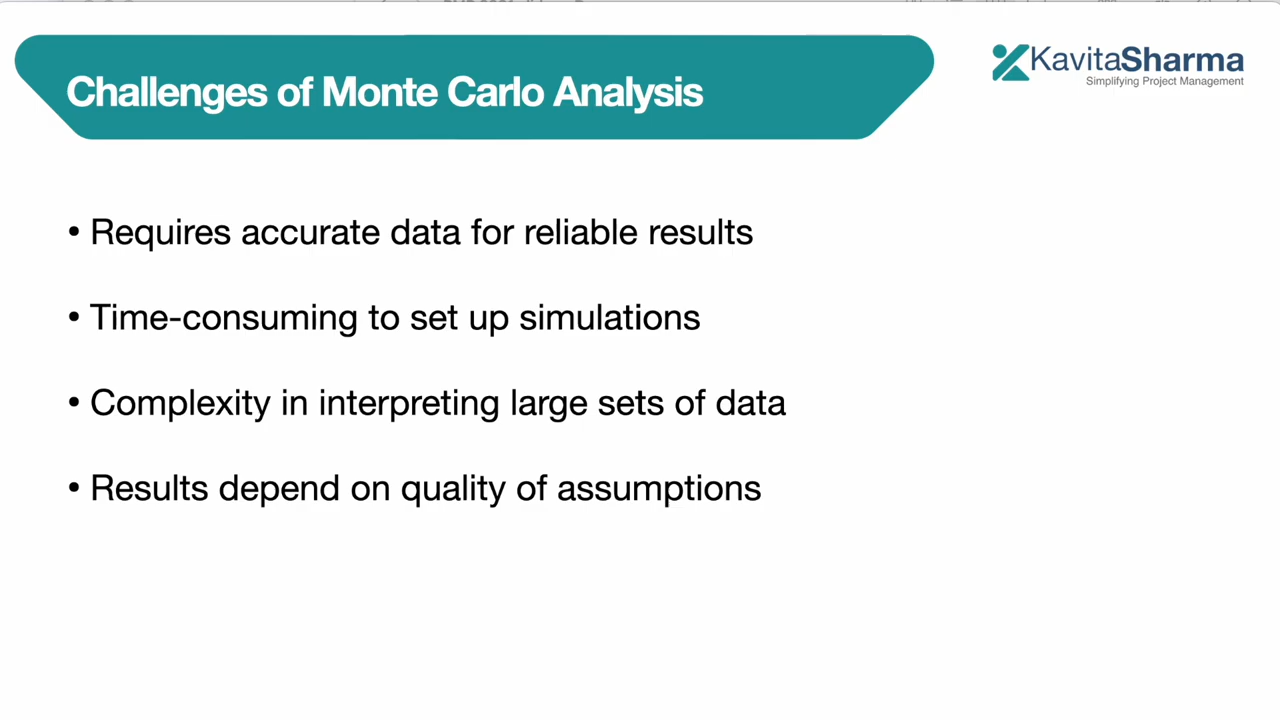 Challenges of Monte Carlo Analysis
KavitaSharma
Simplifying Project Management
• Requires accurate data for reliable results
• Time-consuming to set up simulations
• Complexity in interpreting large sets of data
• Results depend on quality of assumptions